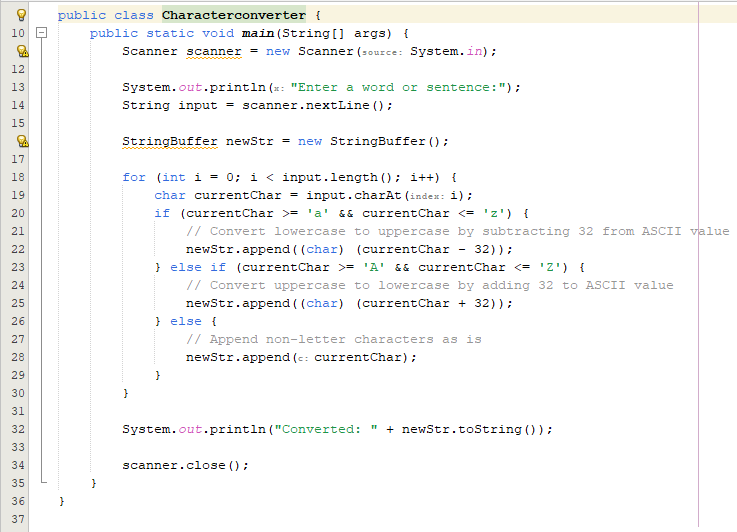 public class Characterconverter {
10 public static void main(String[] args) {
Scanner scanner = new Scanner(source: System.in);
12
13 System.out.println(x: "Enter a word or sentence:");
14 String input = scanner.nextLine();
15
StringBuffer newStr = new StringBuffer();
17
18 for (int i = 0; i < input.length(); i++) {
19 char currentChar = input.charAt(index: i);
20 if (currentChar >= 'a' && currentChar <= 'z') {
21 // Convert lowercase to uppercase by subtracting 32 from ASCII value
22 newStr.append((char) (currentChar - 32));
23 } else if (currentChar >= 'A' && currentChar <= 'Z') {
24 // Convert uppercase to lowercase by adding 32 to ASCII value
25 newStr.append((char) (currentChar + 32));
26 } else {
27 // Append non-letter characters as is
28 newStr.append(c: currentChar);
29 }
30 }
31
32 System.out.println("Converted: " + newStr.toString());
33
34 scanner.close();
35 }
36 }
37